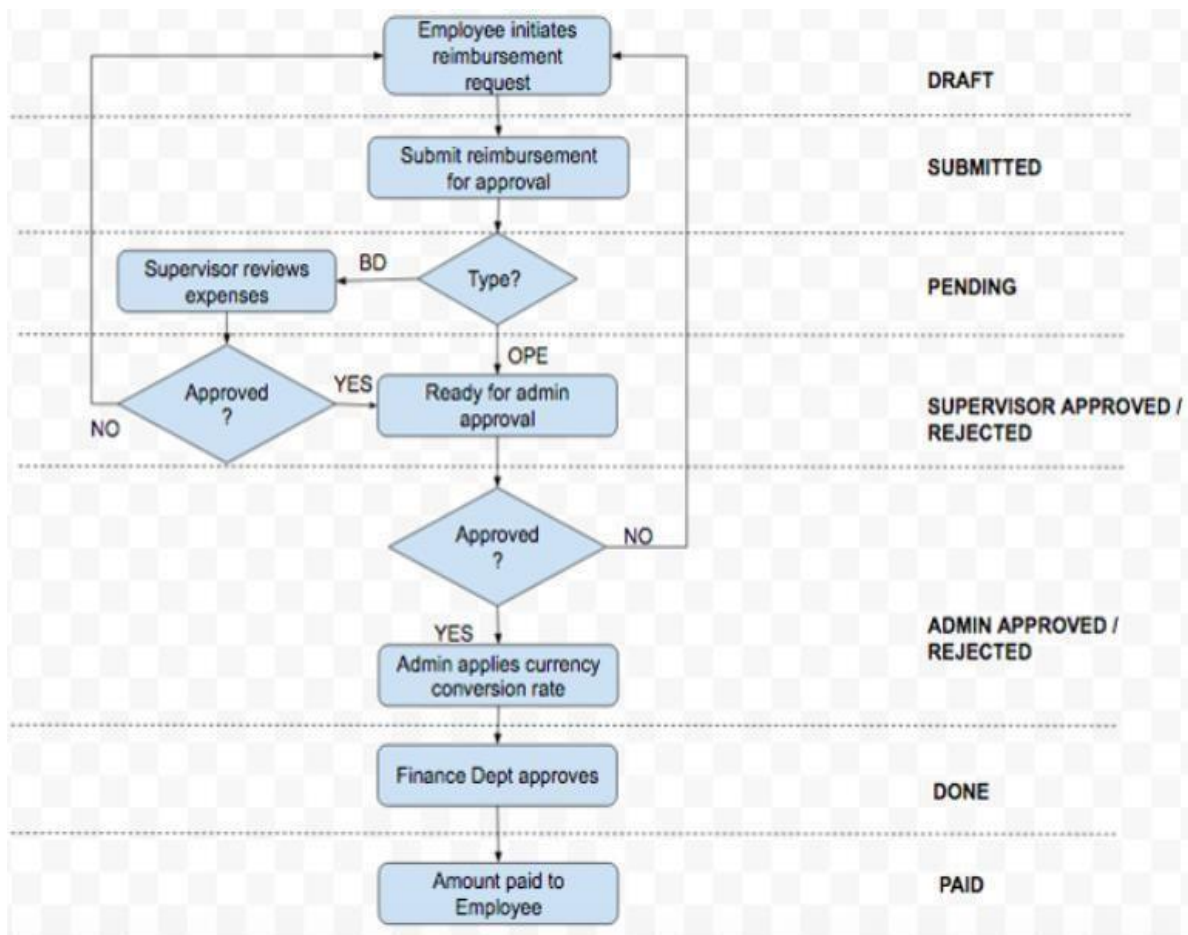 Employee initiates
reimbursement
request
DRAFT
Submit reimbursement
for approval
SUBMITTED
Supervisor reviews
expenses
BD
Type?
PENDING
OPE
Approved
?
YES
NO
Ready for admin
approval
SUPERVISOR APPROVED /
REJECTED
Approved
?
NO
YES
Admin applies currency
conversion rate
ADMIN APPROVED /
REJECTED
Finance Dept approves
DONE
Amount paid to
Employee
PAID